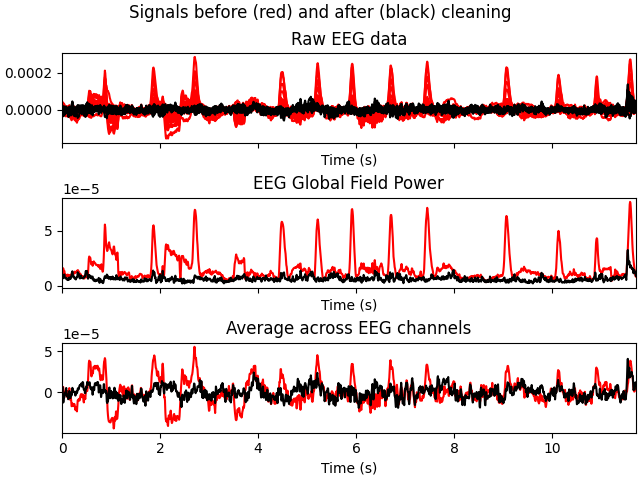 Signals before (red) and after (black) cleaning
Raw EEG data
0.0002
0.0000
Time (s)
EEG Global Field Power
1e−5
5
0
Time (s)
Average across EEG channels
1e−5
5
0
0 2 4 6 8 10
Time (s)